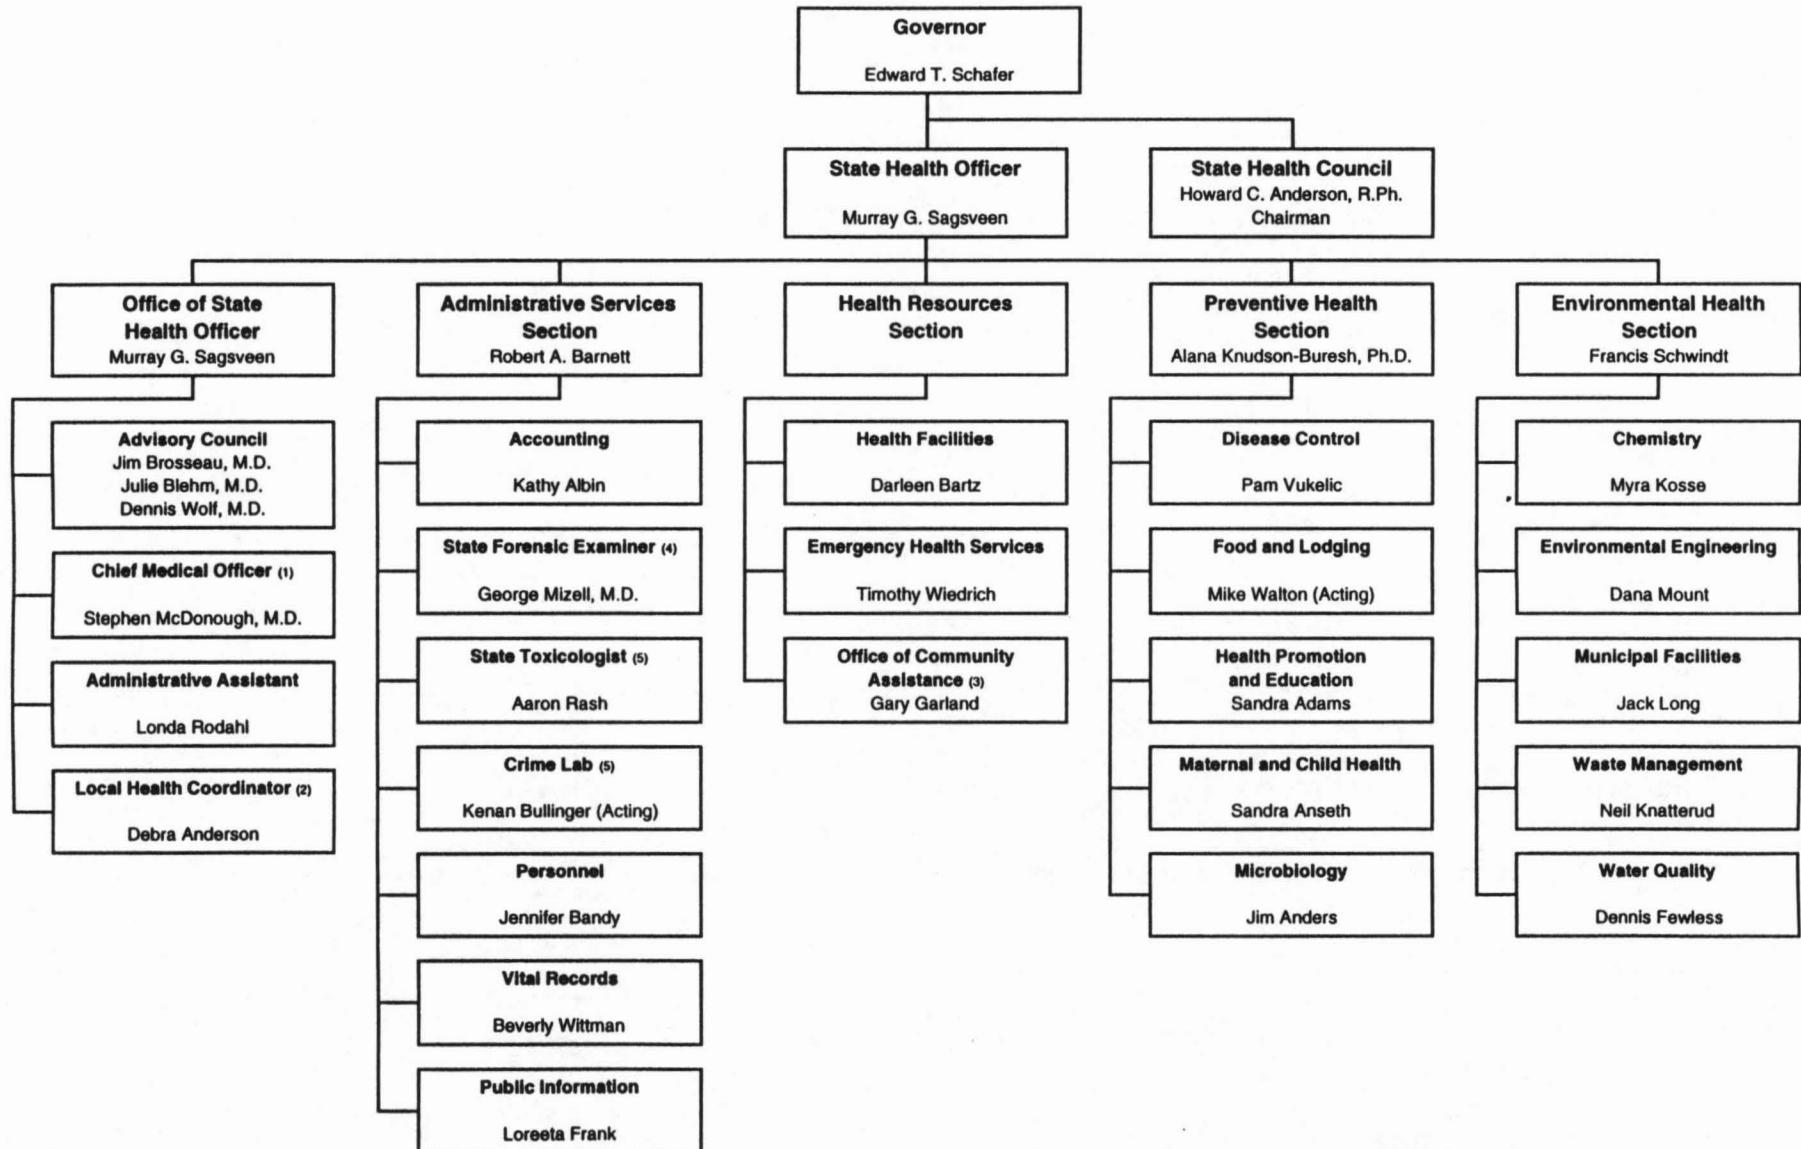 Governor
Edward T. Schafer
State Health Officer
Murray G. Sagsveen
State Health Council
Howard C. Anderson, R.Ph.
Chairman
Office of State
Health Officer
Murray G. Sagsveen
Administrative Services
Section
Robert A. Barnett
Health Resources
Section
Preventive Health
Section
Alana Knudson-Buresh, Ph.D.
Environmental Health
Section
Francis Schwindt
Advisory Council
Jim Brosseau, M.D.
Julie Blehm, M.D.
Dennis Wolf, M.D.
Chief Medical Officer (1)
Stephen McDonough, M.D.
Administrative Assistant
Londa Rodahl
Local Health Coordinator (2)
Debra Anderson
Accounting
Kathy Albin
State Forensic Examiner (4)
George Mizell, M.D.
State Toxicologist (5)
Aaron Rash
Crime Lab (5)
Kenan Bullinger (Acting)
Personnel
Jennifer Bandy
Vital Records
Beverly Wittman
Public Information
Loreeta Frank
Health Facilities
Darleen Bartz
Emergency Health Services
Timothy Wiedrich
Office of Community
Assistance (3)
Gary Garland
Disease Control
Pam Vukelic
Food and Lodging
Mike Walton (Acting)
Health Promotion
and Education
Sandra Adams
Maternal and Child Health
Sandra Anseth
Microbiology
Jim Anders
Chemistry
Myra Kosse
Environmental Engineering
Dana Mount
Municipal Facilities
Jack Long
Waste Management
Neil Knatterud
Water Quality
Dennis Fewless